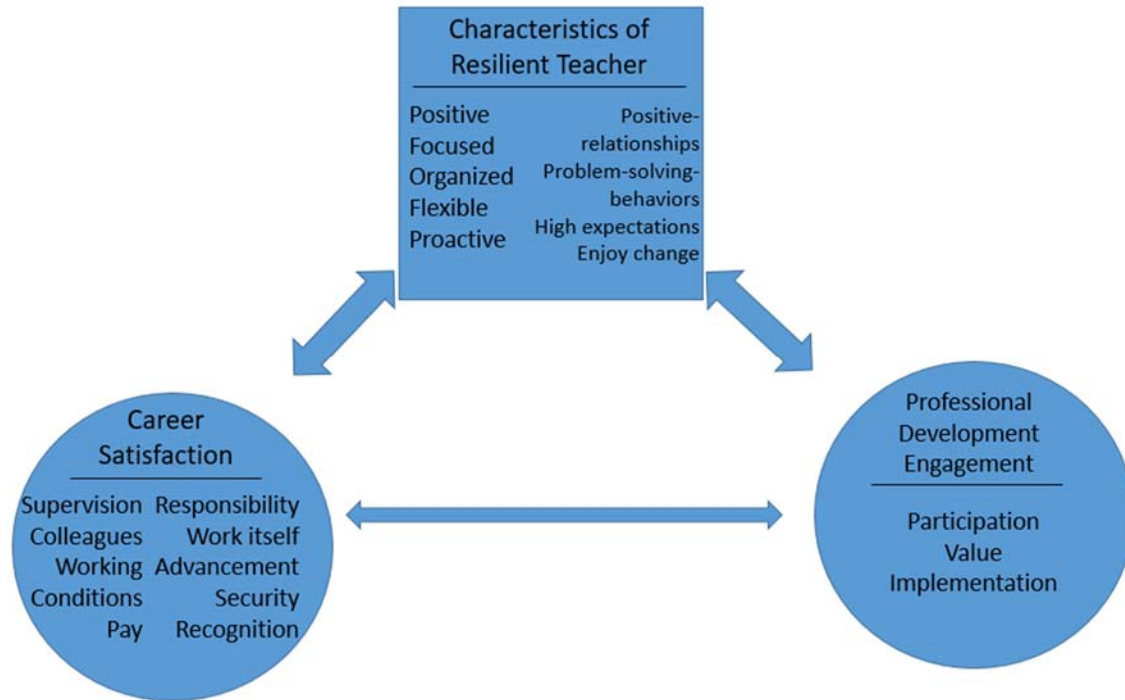 Characteristics of
Resilient Teacher
Positive
Focused
Organized
Flexible
Proactive
Positive-
relationships
Problem-solving-
behaviors
High expectations
Enjoy change
Career
Satisfaction
Supervision
Colleagues
Working
Conditions
Pay
Responsibility
Work itself
Advancement
Security
Recognition
Professional
Development
Engagement
Participation
Value
Implementation